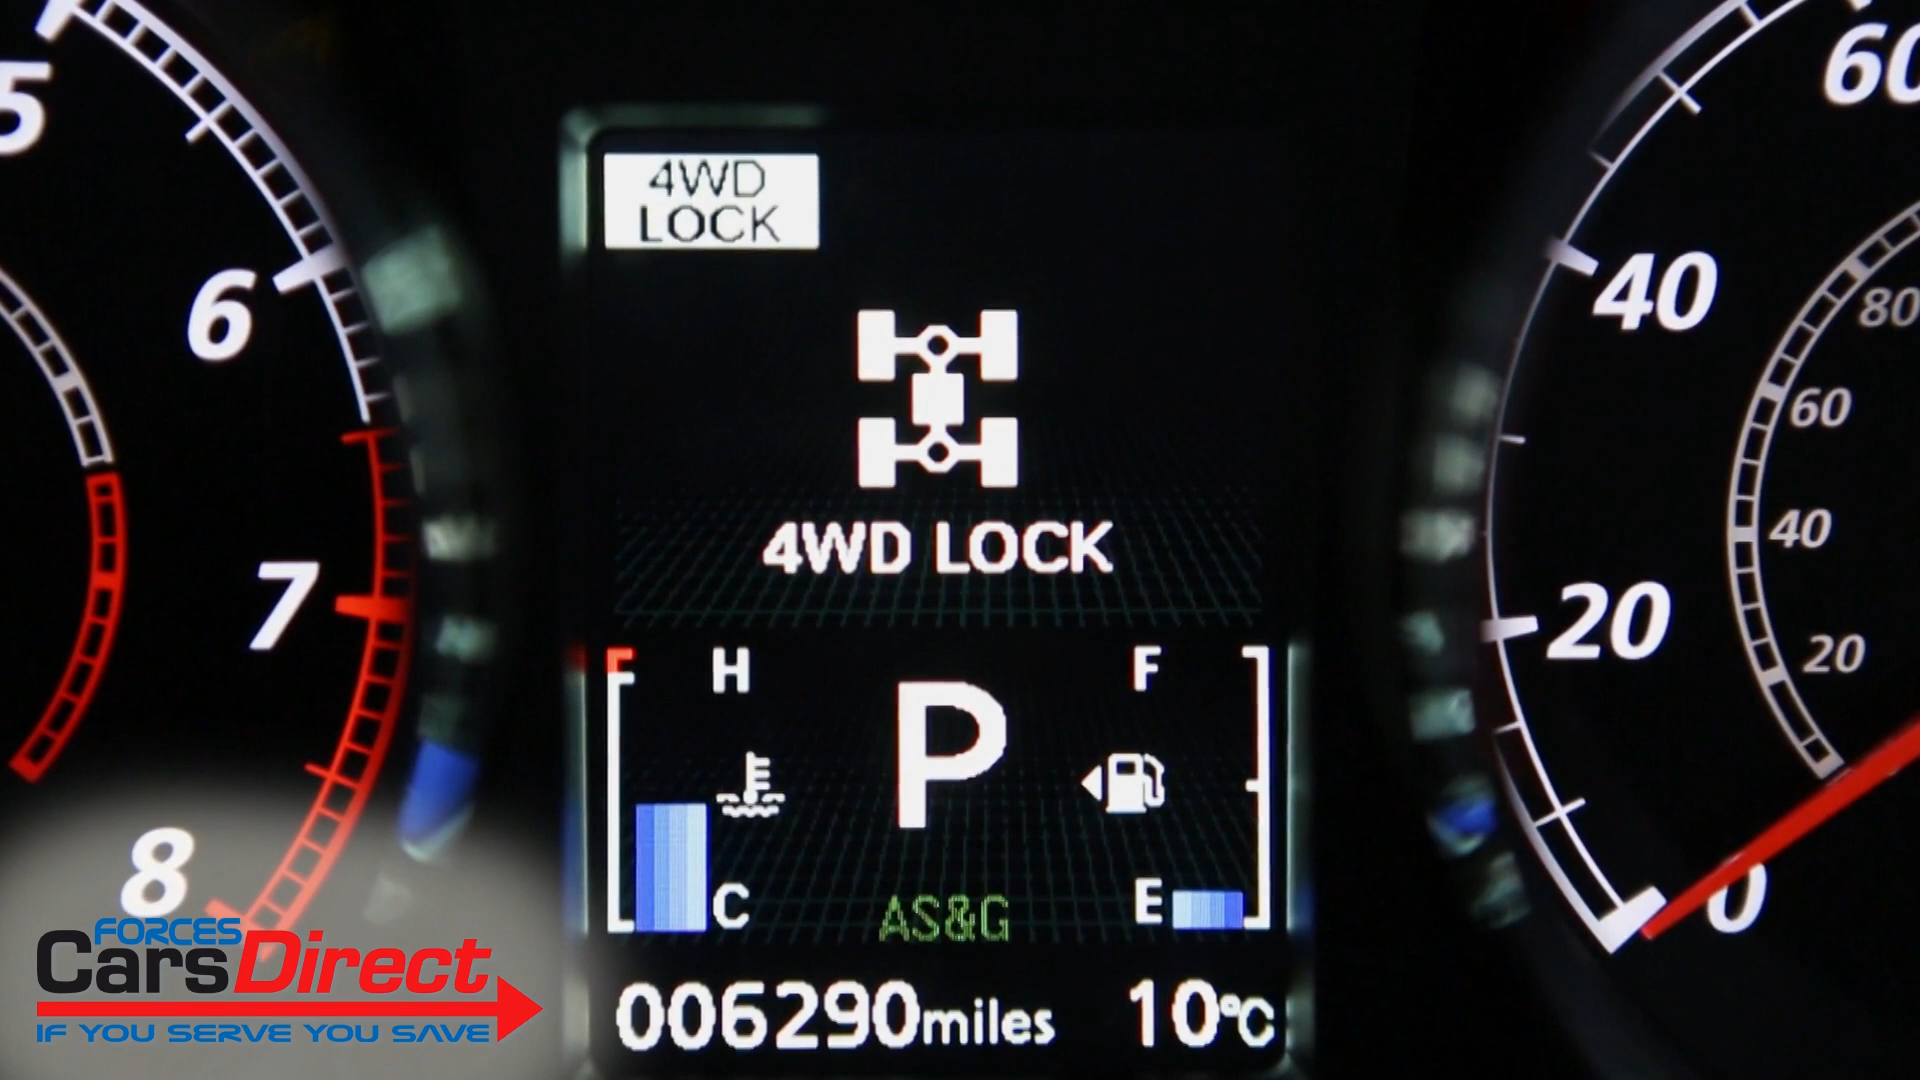 5
6
7
8
4WD
LOCK
4WD LOCK
H
F
P
C
E
AS&G
006290miles
10°C
60
40
20
0
80
60
40
20
FORCES
CarsDirect
IF YOU SERVE YOU SAVE